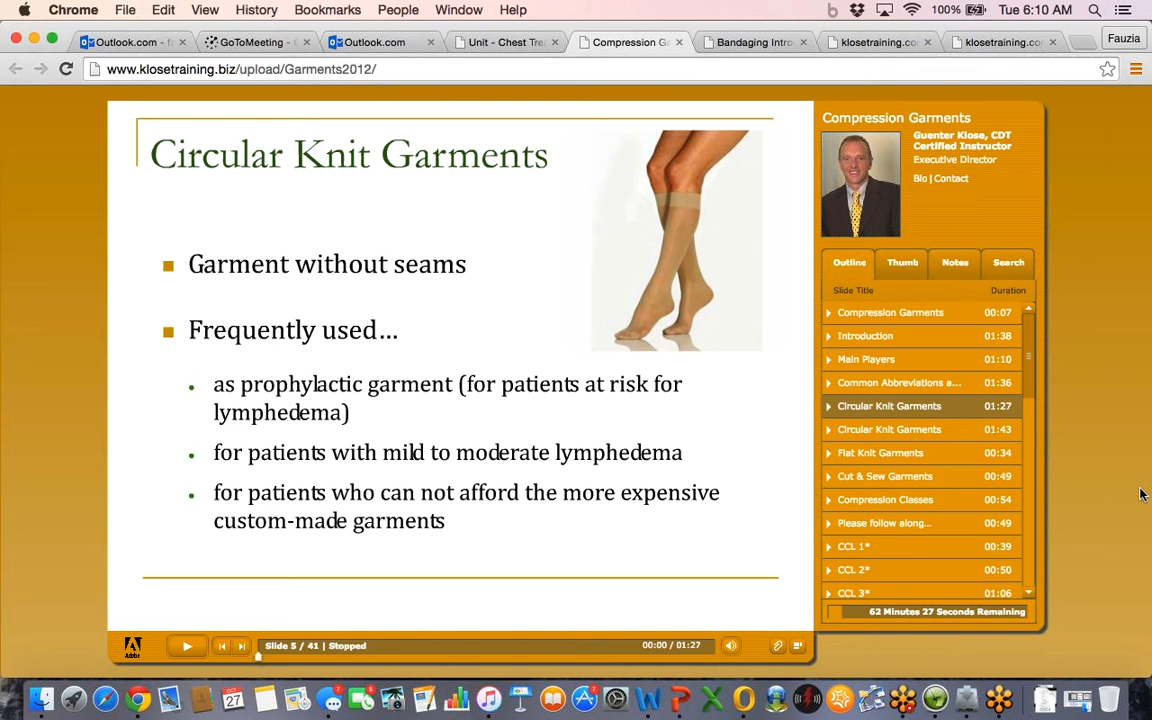 Chrome File Edit View History Bookmarks People Window Help 100% Tue 6:10 AM
Outlook.com - f GoToMeeting - C Outlook.com Unit - Chest Trea Compression Ga Bandaging Intro klosetraining.co klosetraining.co Fauzia
www.klosetraining.biz/upload/Garments2012/
Circular Knit Garments
Garment without seams
Frequently used...
as prophylactic garment (for patients at risk for
lymphedema)
for patients with mild to moderate lymphedema
for patients who can not afford the more expensive
custom-made garments
Adobe
Slide 5 / 41 | Stopped 00:00 / 01:27
Compression Garments
Guenter Klose, CDT
Certified Instructor
Executive Director
Bio | Contact
Outline Thumb Notes Search
Slide Title Duration
Compression Garments 00:07
Introduction 01:38
Main Players 01:10
Common Abbreviations a... 01:36
Circular Knit Garments 01:27
Circular Knit Garments 01:43
Flat Knit Garments 00:34
Cut & Sew Garments 00:49
Compression Classes 00:54
Please follow along... 00:49
CCL 1* 00:39
CCL 2* 00:50
CCL 3* 01:06
62 Minutes 27 Seconds Remaining